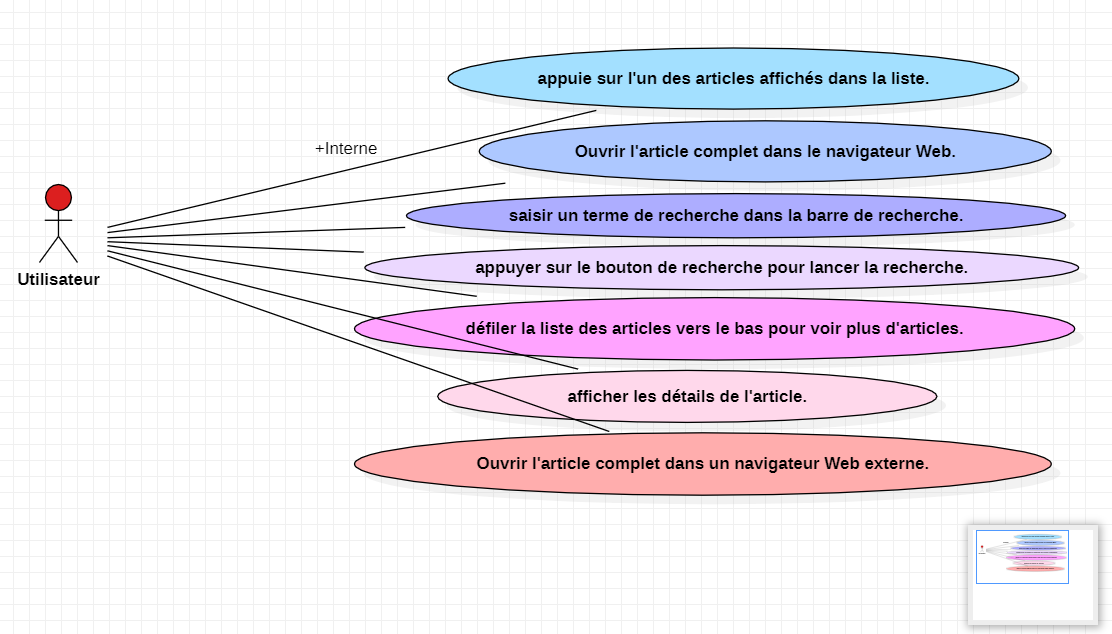 appuie sur l'un des articles affichés dans la liste.
+Interne
Ouvrir l'article complet dans le navigateur Web.
saisir un terme de recherche dans la barre de recherche.
appuyer sur le bouton de recherche pour lancer la recherche.
Utilisateur
défiler la liste des articles vers le bas pour voir plus d'articles.
afficher les détails de l'article.
Ouvrir l'article complet dans un navigateur Web externe.